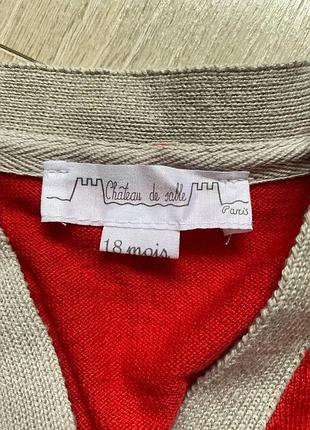 Château de sable
Paris
18 mois